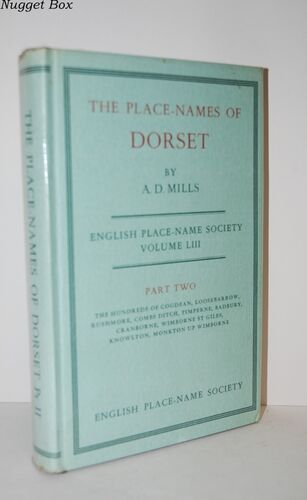 Nugget Box
THE PLACE-NAMES OF
DORSET
BY
A. D. MILLS
ENGLISH PLACE-NAME SOCIETY
VOLUME LIII
PART TWO
THE HUNDREDS OF COGDEAN, LOOSEBARROW,
RUSHMORE, COMBS DITCH, PIMPERNE, BADBURY,
CRANBORNE, WIMBORNE ST GILES,
KNOWLTON, MONKTON UP WIMBORNE
ENGLISH PLACE-NAME SOCIETY
THE PLACE-NAMES OF DORSET II